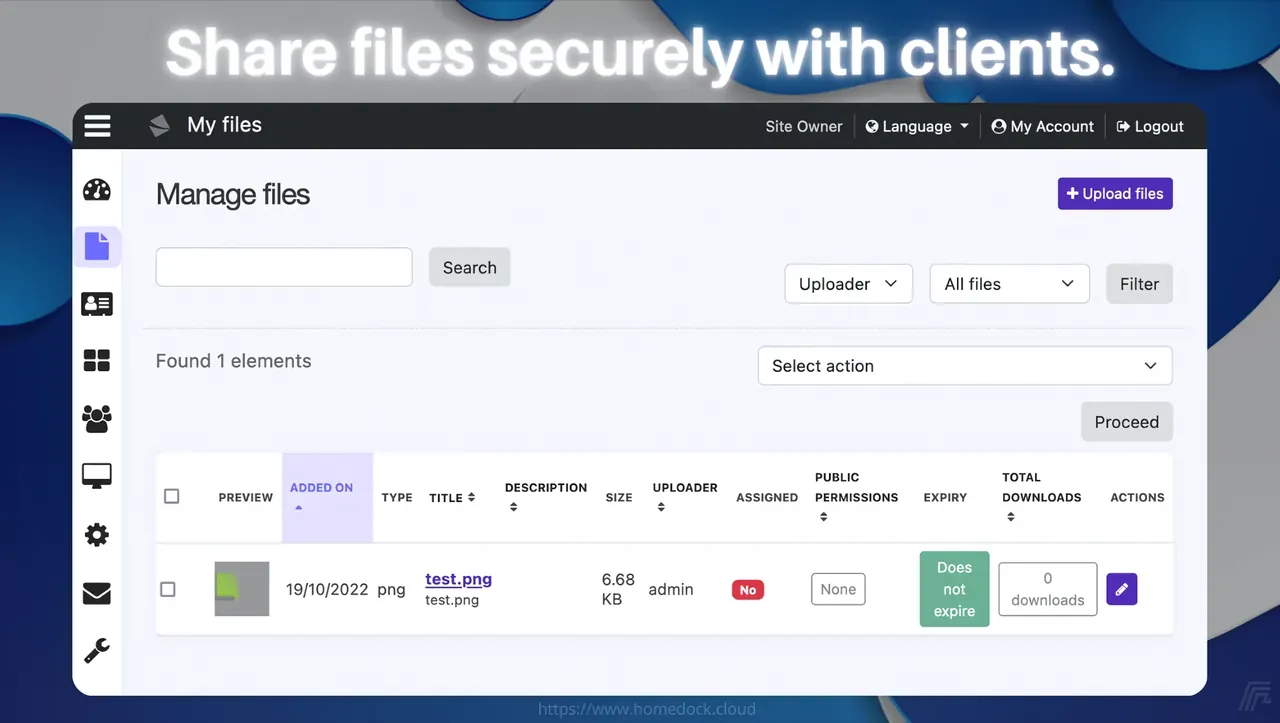 Share files securely with clients.
My files
Site Owner
Language
My Account
Logout
Manage files
+ Upload files
Search
Uploader
All files
Filter
Found 1 elements
Select action
Proceed
PREVIEW
ADDED ON
TYPE
TITLE
DESCRIPTION
SIZE
UPLOADER
ASSIGNED
PUBLIC
PERMISSIONS
EXPIRY
TOTAL
DOWNLOADS
ACTIONS
19/10/2022
png
test.png
test.png
6.68
KB
admin
No
None
Does
not
expire
0
downloads
https://www.homedock.cloud